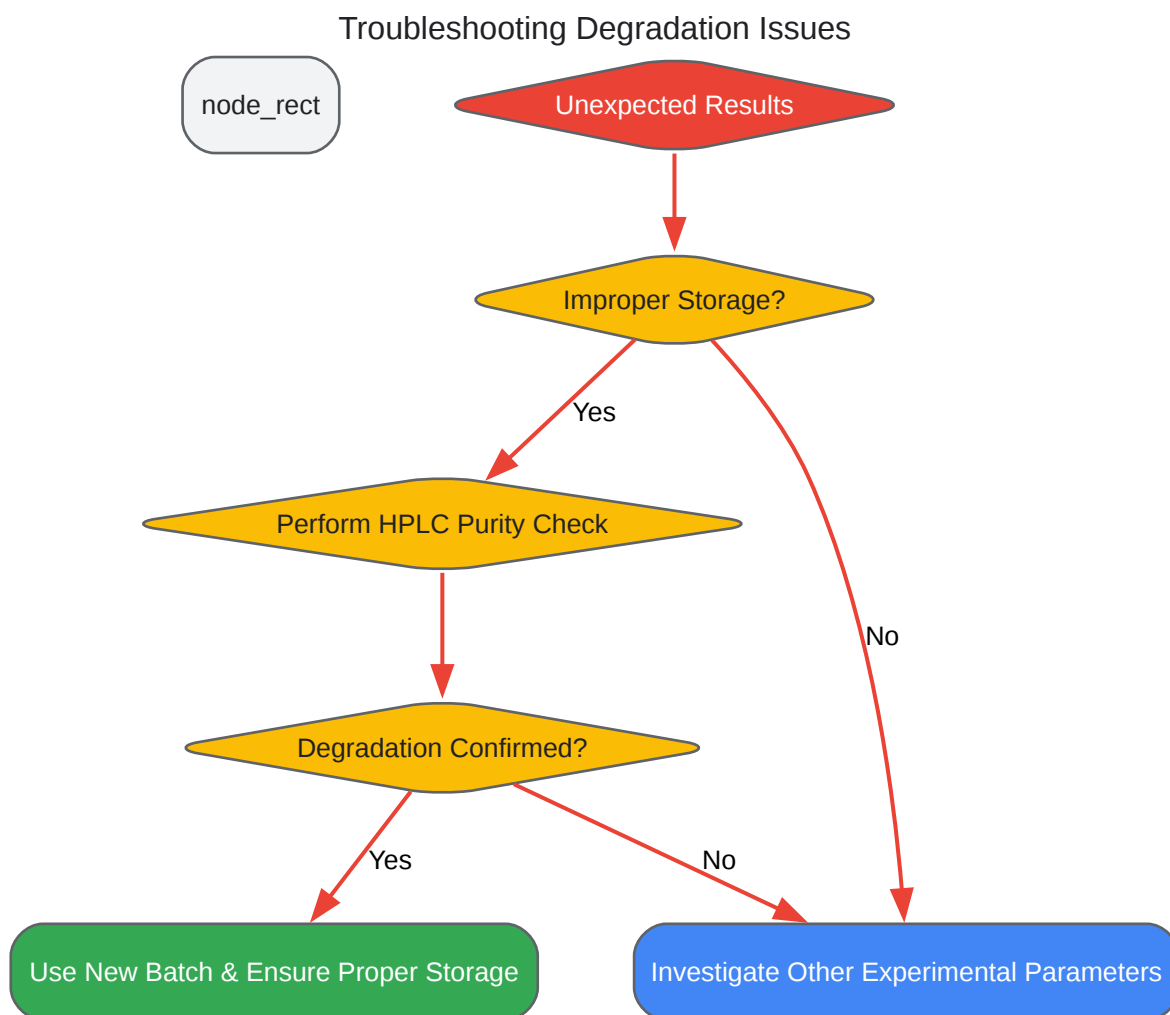 Troubleshooting Degradation Issues
node_rect
Unexpected Results
Improper Storage?
Yes
Perform HPLC Purity Check
No
Degradation Confirmed?
Yes
No
Use New Batch & Ensure Proper Storage
Investigate Other Experimental Parameters